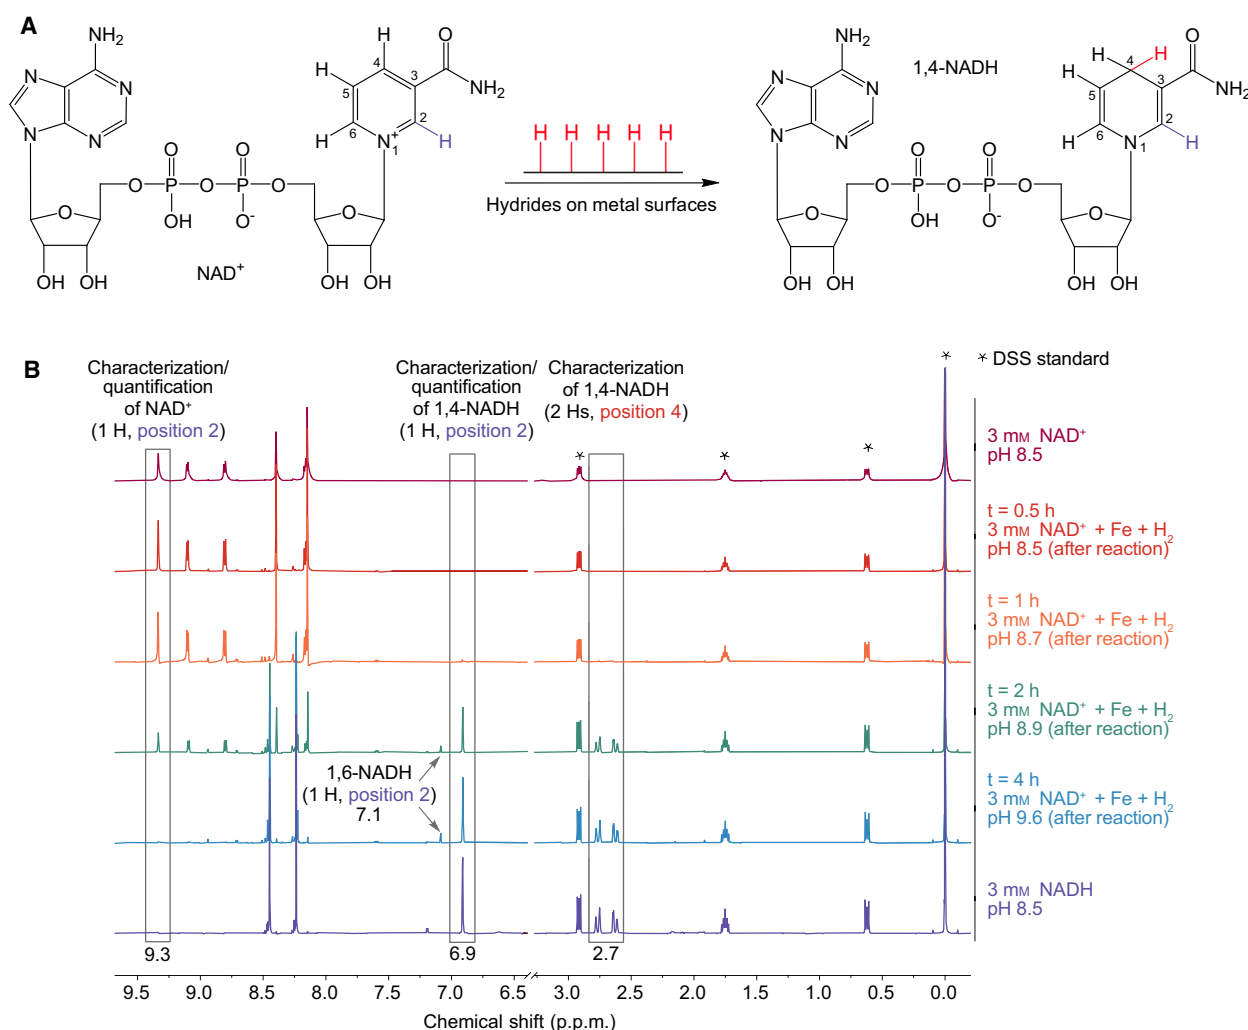 A
NH2
N
N
N
N
O
O
O
P
O
P
O
OH
O-
O
OH OH
OH OH
NAD+
H
H
H
H
4
3
5
2
6
1
N+
O
NH2
H H H H H
Hydrides on metal surfaces
NH2
N
N
N
N
1,4-NADH
O
O
O
P
O
P
O
OH
O-
O
O
OH OH
OH OH
H
H
H
H
H
4
3
5
2
6
1
N
O
NH2
B
Characterization/
quantification
of NAD+
(1 H, position 2)
Characterization/
quantification
of 1,4-NADH
(1 H, position 2)
Characterization
of 1,4-NADH
(2 Hs, position 4)
* * * *
* DSS standard
3 mM NAD+
pH 8.5
t = 0.5 h
3 mM NAD+ + Fe + H2
pH 8.5 (after reaction)
t = 1 h
3 mM NAD+ + Fe + H2
pH 8.7 (after reaction)
t = 2 h
3 mM NAD+ + Fe + H2
pH 8.9 (after reaction)
1,6-NADH
(1 H, position 2)
7.1
t = 4 h
3 mM NAD+ + Fe + H2
pH 9.6 (after reaction)
3 mM NADH
pH 8.5
9.3 6.9 2.7
9.5 9.0 8.5 8.0 7.5 7.0 6.5 3.0 2.5 2.0 1.5 1.0 0.5 0.0
Chemical shift (p.p.m.)